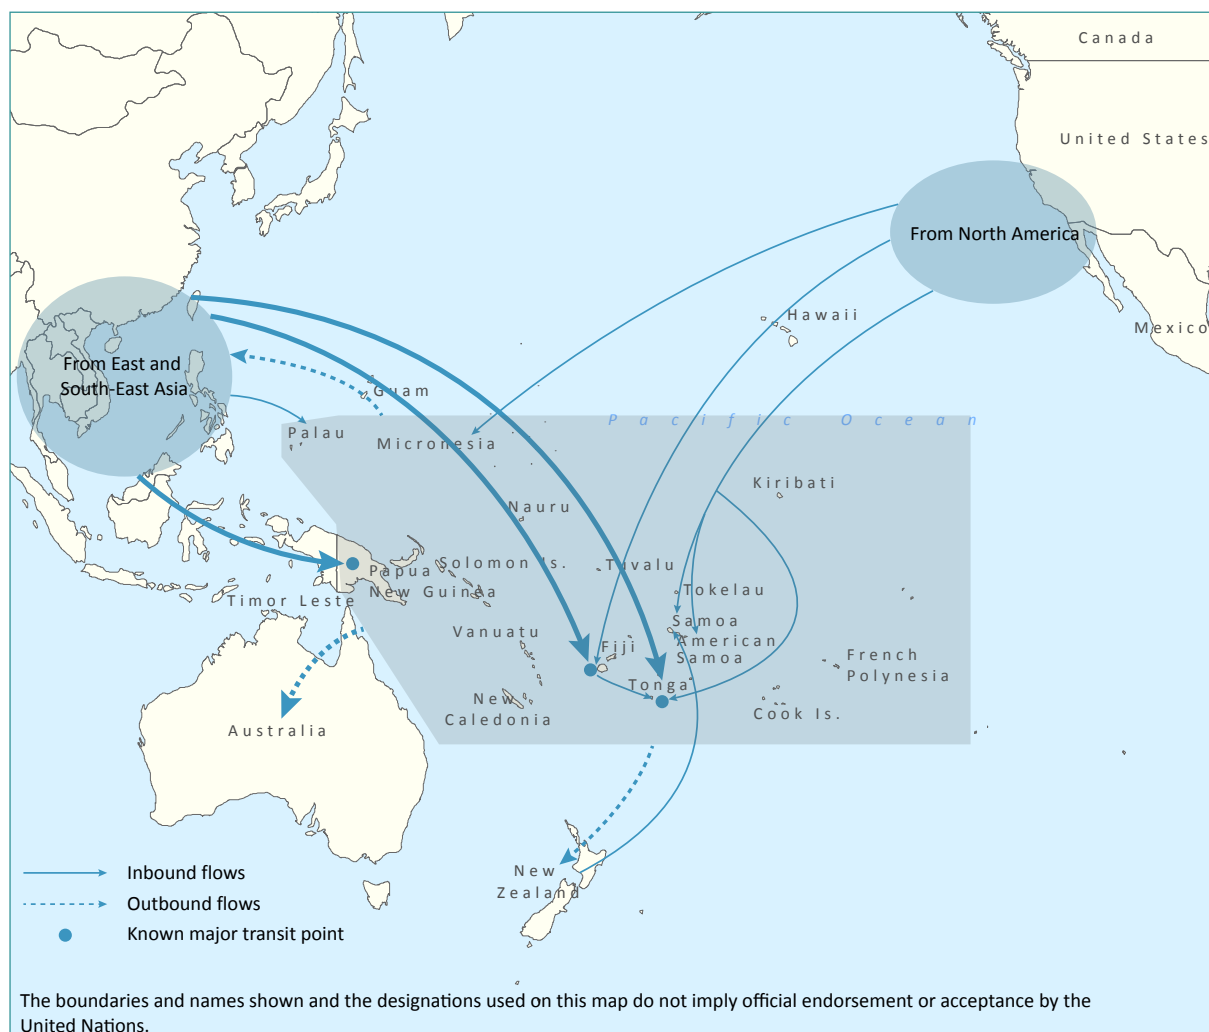 Canada
United States
From North America
Hawaii
Mexico
From East and
South-East Asia
Guam
Pacific Ocean
Palau
Micronesia
Kiribati
Nauru
Solomon Is.
Tuvalu
Papua
New Guinea
Tokelau
Timor Leste
Samoa
Vanuatu
American
Samoa
Fiji
French
Polynesia
Tonga
New
Caledonia
Cook Is.
Australia
Inbound flows
New
Zealand
Outbound flows
Known major transit point
The boundaries and names shown and the designations used on this map do not imply official endorsement or acceptance by the
United Nations.